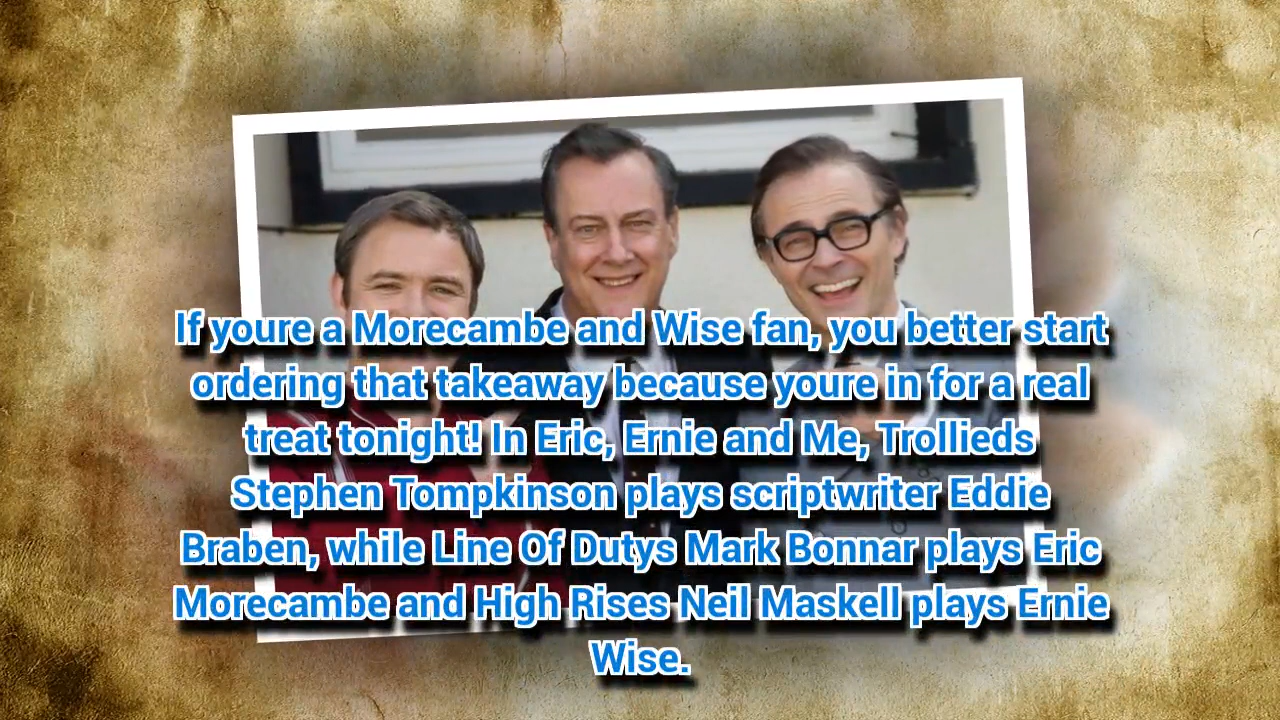 If youre a Morecambe and Wise fan, you better start
ordering that takeaway because youre in for a real
treat tonight! In Eric, Ernie and Me, Trollieds
Stephen Tompkinson plays scriptwriter Eddie
Braben, while Line Of Dutys Mark Bonnar plays Eric
Morecambe and High Rises Neil Maskell plays Ernie
Wise.